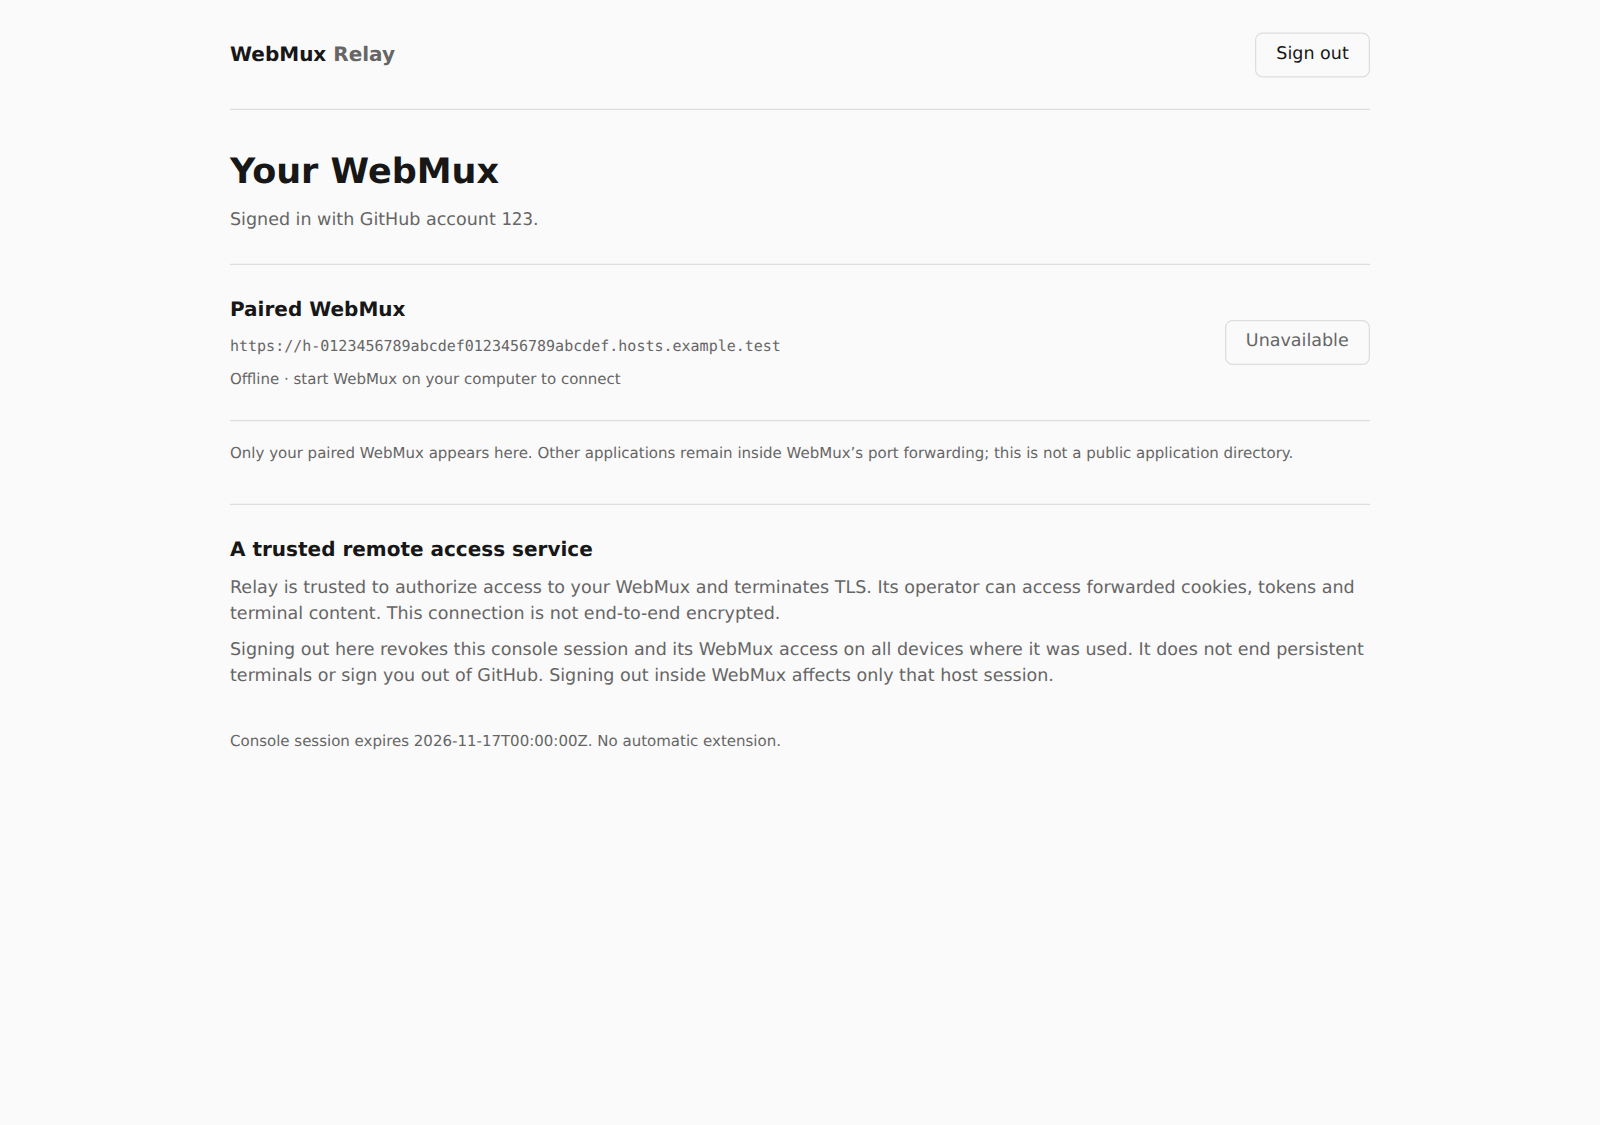 WebMux Relay
Sign out
Your WebMux
Signed in with GitHub account 123.
Paired WebMux
https://h-0123456789abcdef0123456789abcdef.hosts.example.test
Offline · start WebMux on your computer to connect
Unavailable
Only your paired WebMux appears here. Other applications remain inside WebMux’s port forwarding; this is not a public application directory.
A trusted remote access service
Relay is trusted to authorize access to your WebMux and terminates TLS. Its operator can access forwarded cookies, tokens and
terminal content. This connection is not end-to-end encrypted.
Signing out here revokes this console session and its WebMux access on all devices where it was used. It does not end persistent
terminals or sign you out of GitHub. Signing out inside WebMux affects only that host session.
Console session expires 2026-11-17T00:00:00Z. No automatic extension.